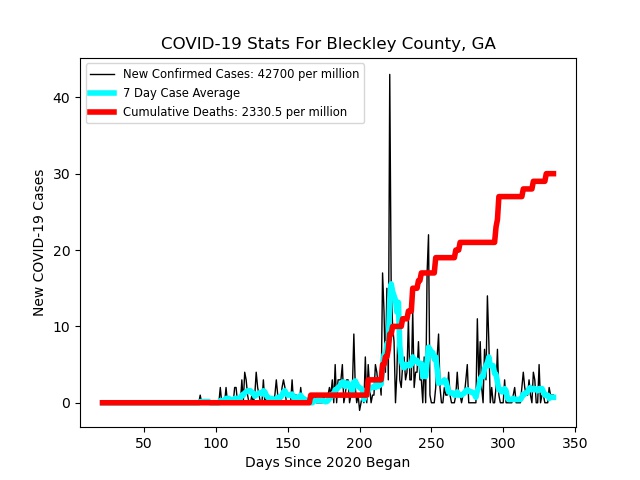 COVID-19 Stats For Bleckley County, GA
New Confirmed Cases: 42700 per million
7 Day Case Average
Cumulative Deaths: 2330.5 per million
New COVID-19 Cases
40
30
20
10
0
50 100 150 200 250 300 350
Days Since 2020 Began